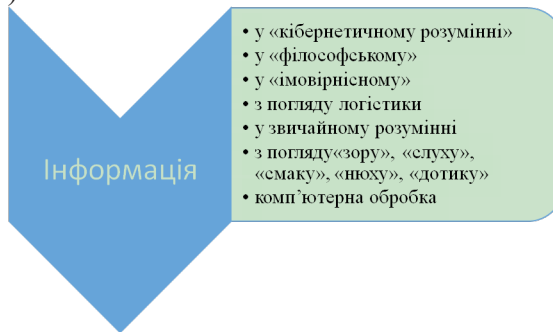 )
Інформація
• у «кібернетичному розумінні»
• у «філософському»
• у «імовірнісному»
• з погляду логістики
• у звичайному розумінні
• з погляду«зору», «слуху»,
«смаку», «нюху», «дотику»
• комп’ютерна обробка